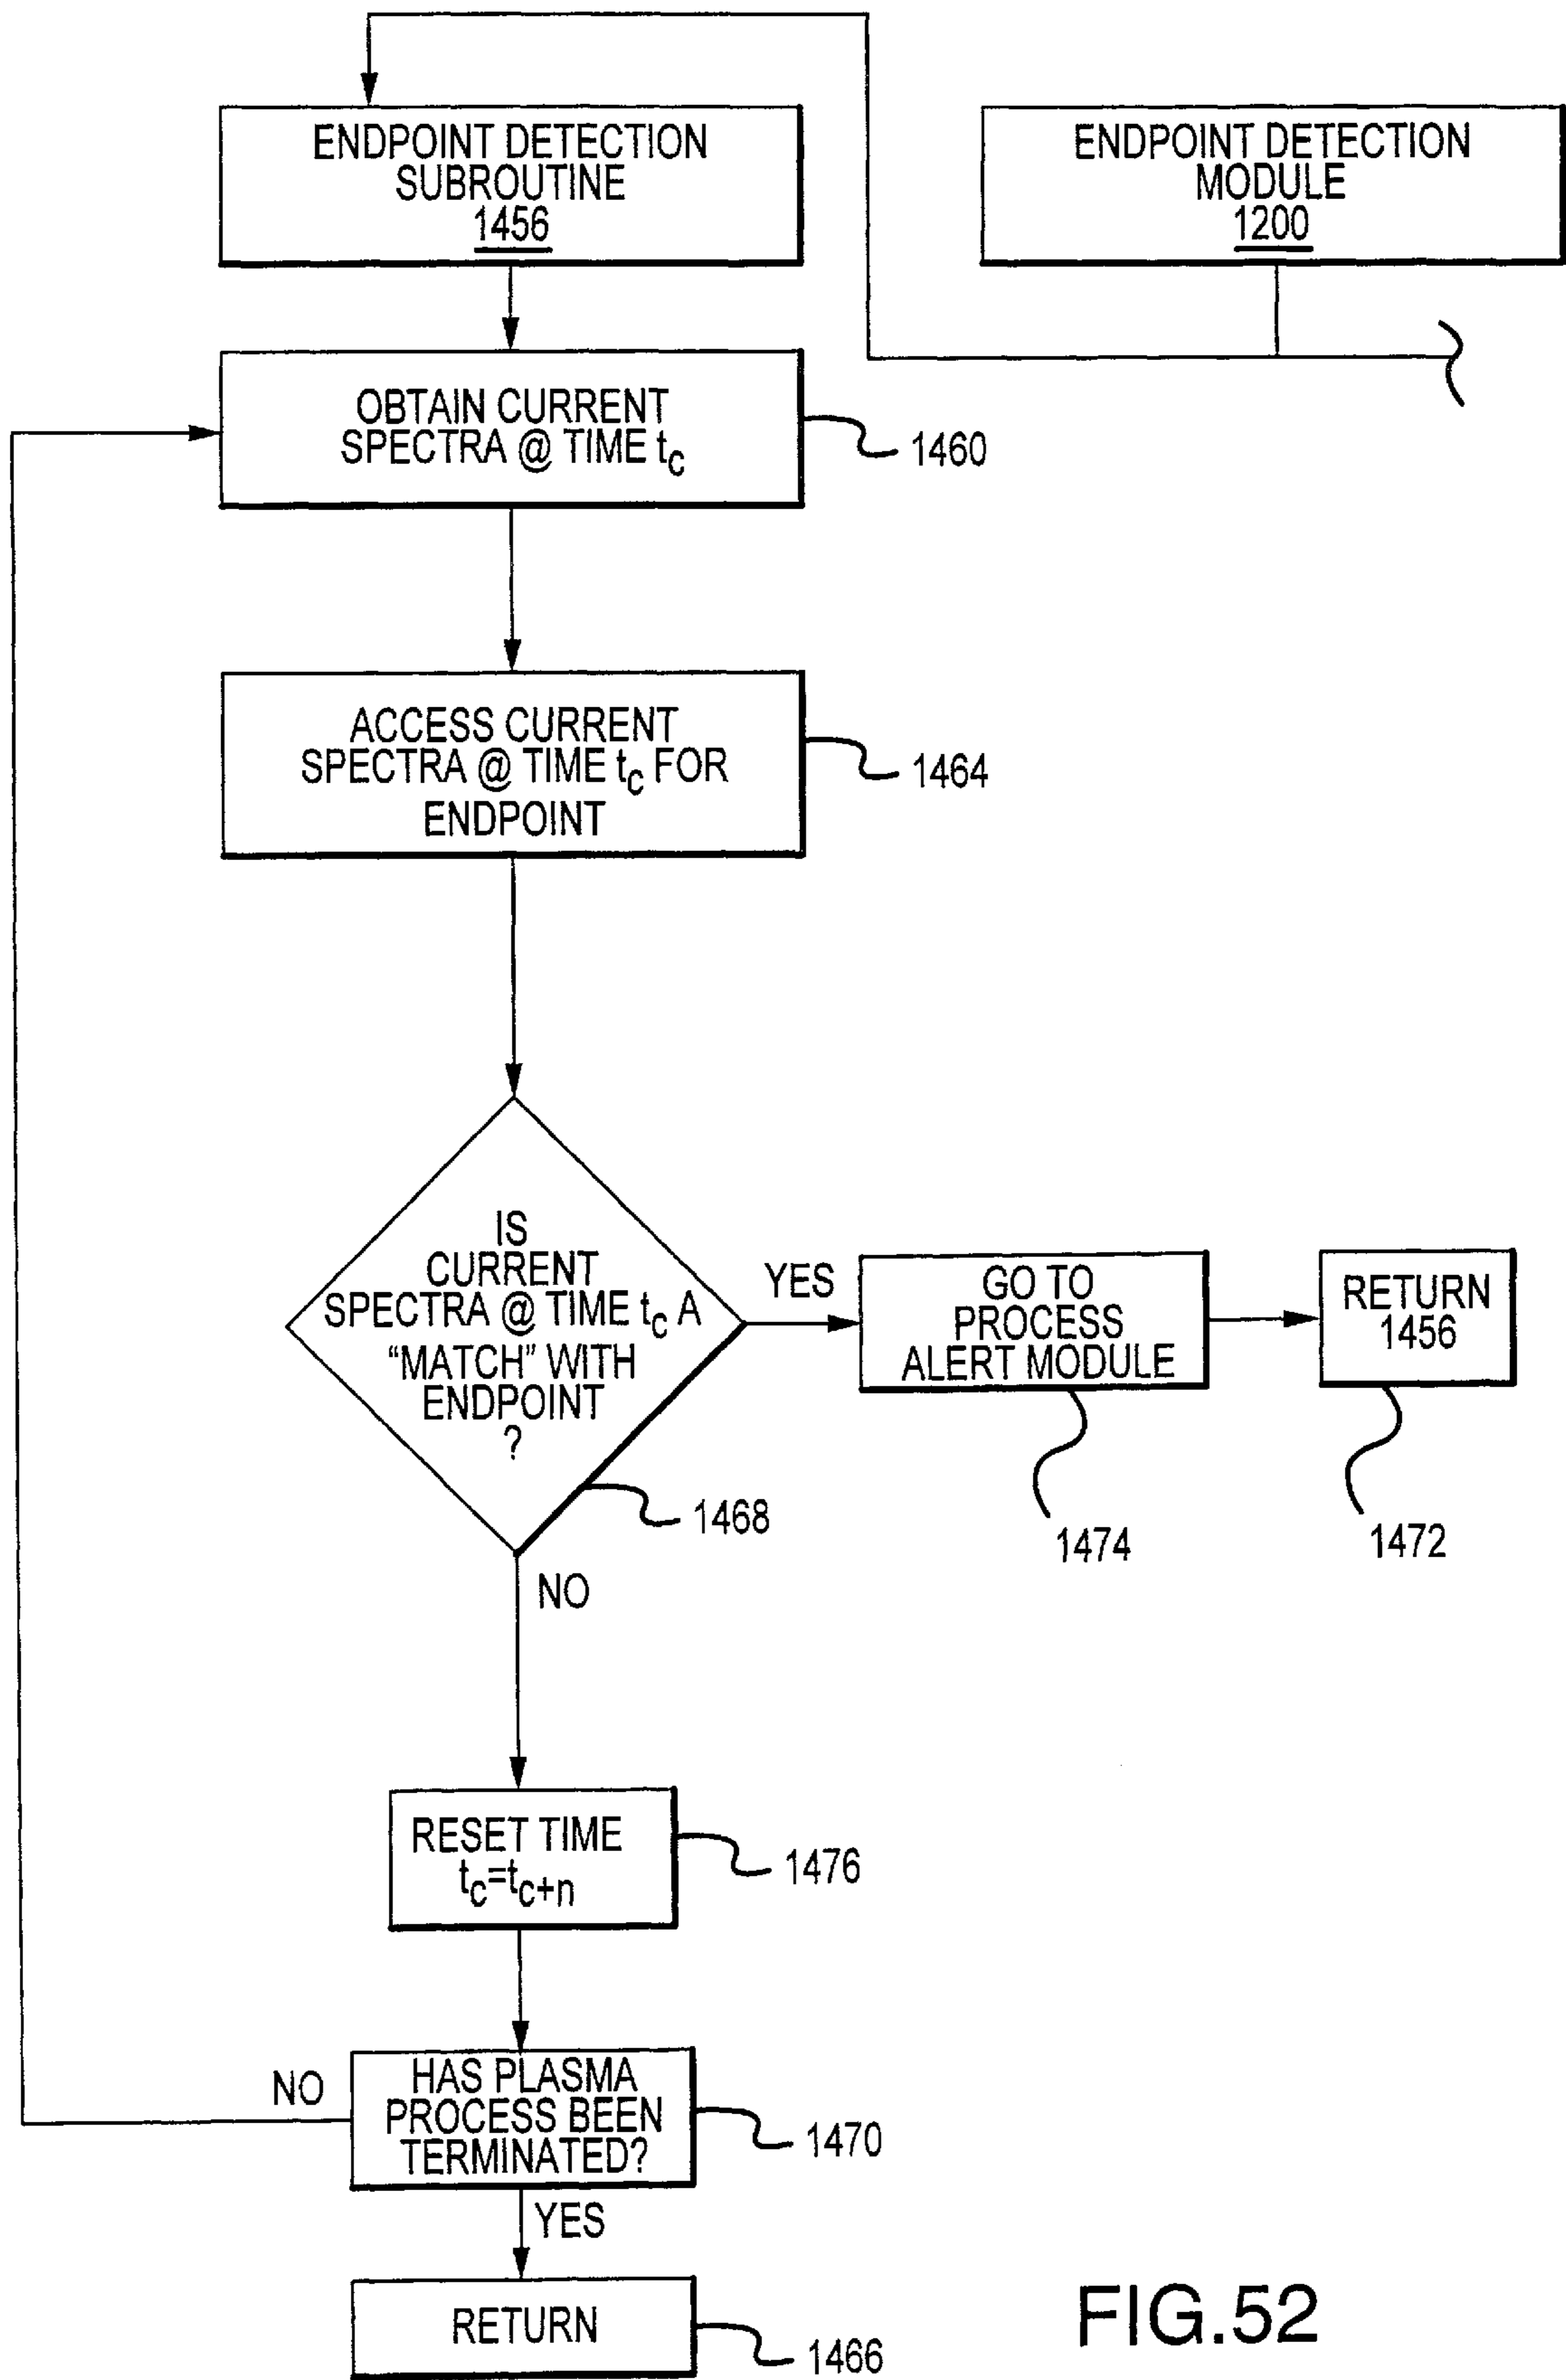 ENDPOINT DETECTION
SUBROUTINE
1456
ENDPOINT DETECTION
MODULE
1200
OBTAIN CURRENT
SPECTRA @ TIME tc
1460
ACCESS CURRENT
SPECTRA @ TIME tc FOR
ENDPOINT
1464
IS
CURRENT
SPECTRA @ TIME tc A
“MATCH” WITH
ENDPOINT
?
1468
YES
GO TO
PROCESS
ALERT MODULE
1474
RETURN
1456
1472
NO
RESET TIME
tc=tc+n
1476
HAS PLASMA
PROCESS BEEN
TERMINATED?
1470
NO
YES
RETURN
1466
FIG.52